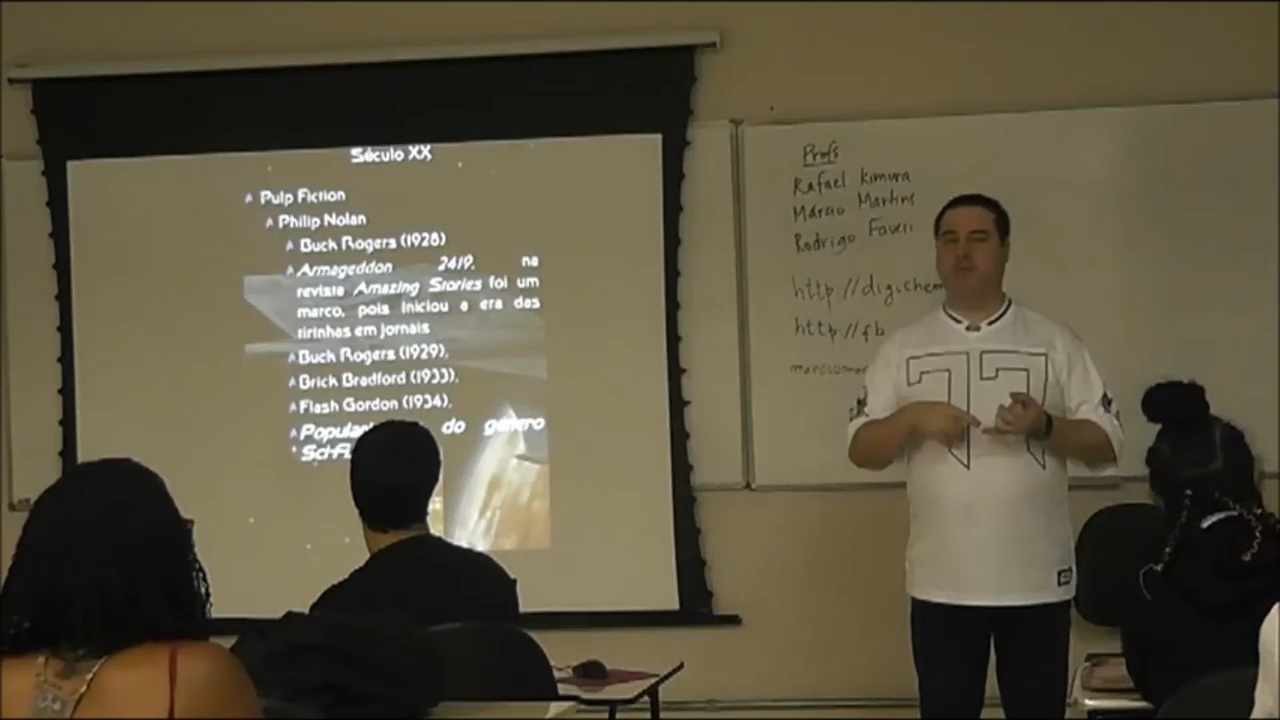 Século XX
Pulp Fiction
Philip Nolan
Buck Rogers (1928)
Armageddon 2419, na
revista Amazing Stories foi um
marco, pois iniciou a era das
tirinhas em jornais
Buck Rogers (1929),
Brick Bradford (1933),
Flash Gordon (1934),
do gênero
Sci-Fi
Profs
Rafael Kimura
Márcio Martins
Rodrigo Faveri
http://digichem
http://fb
77